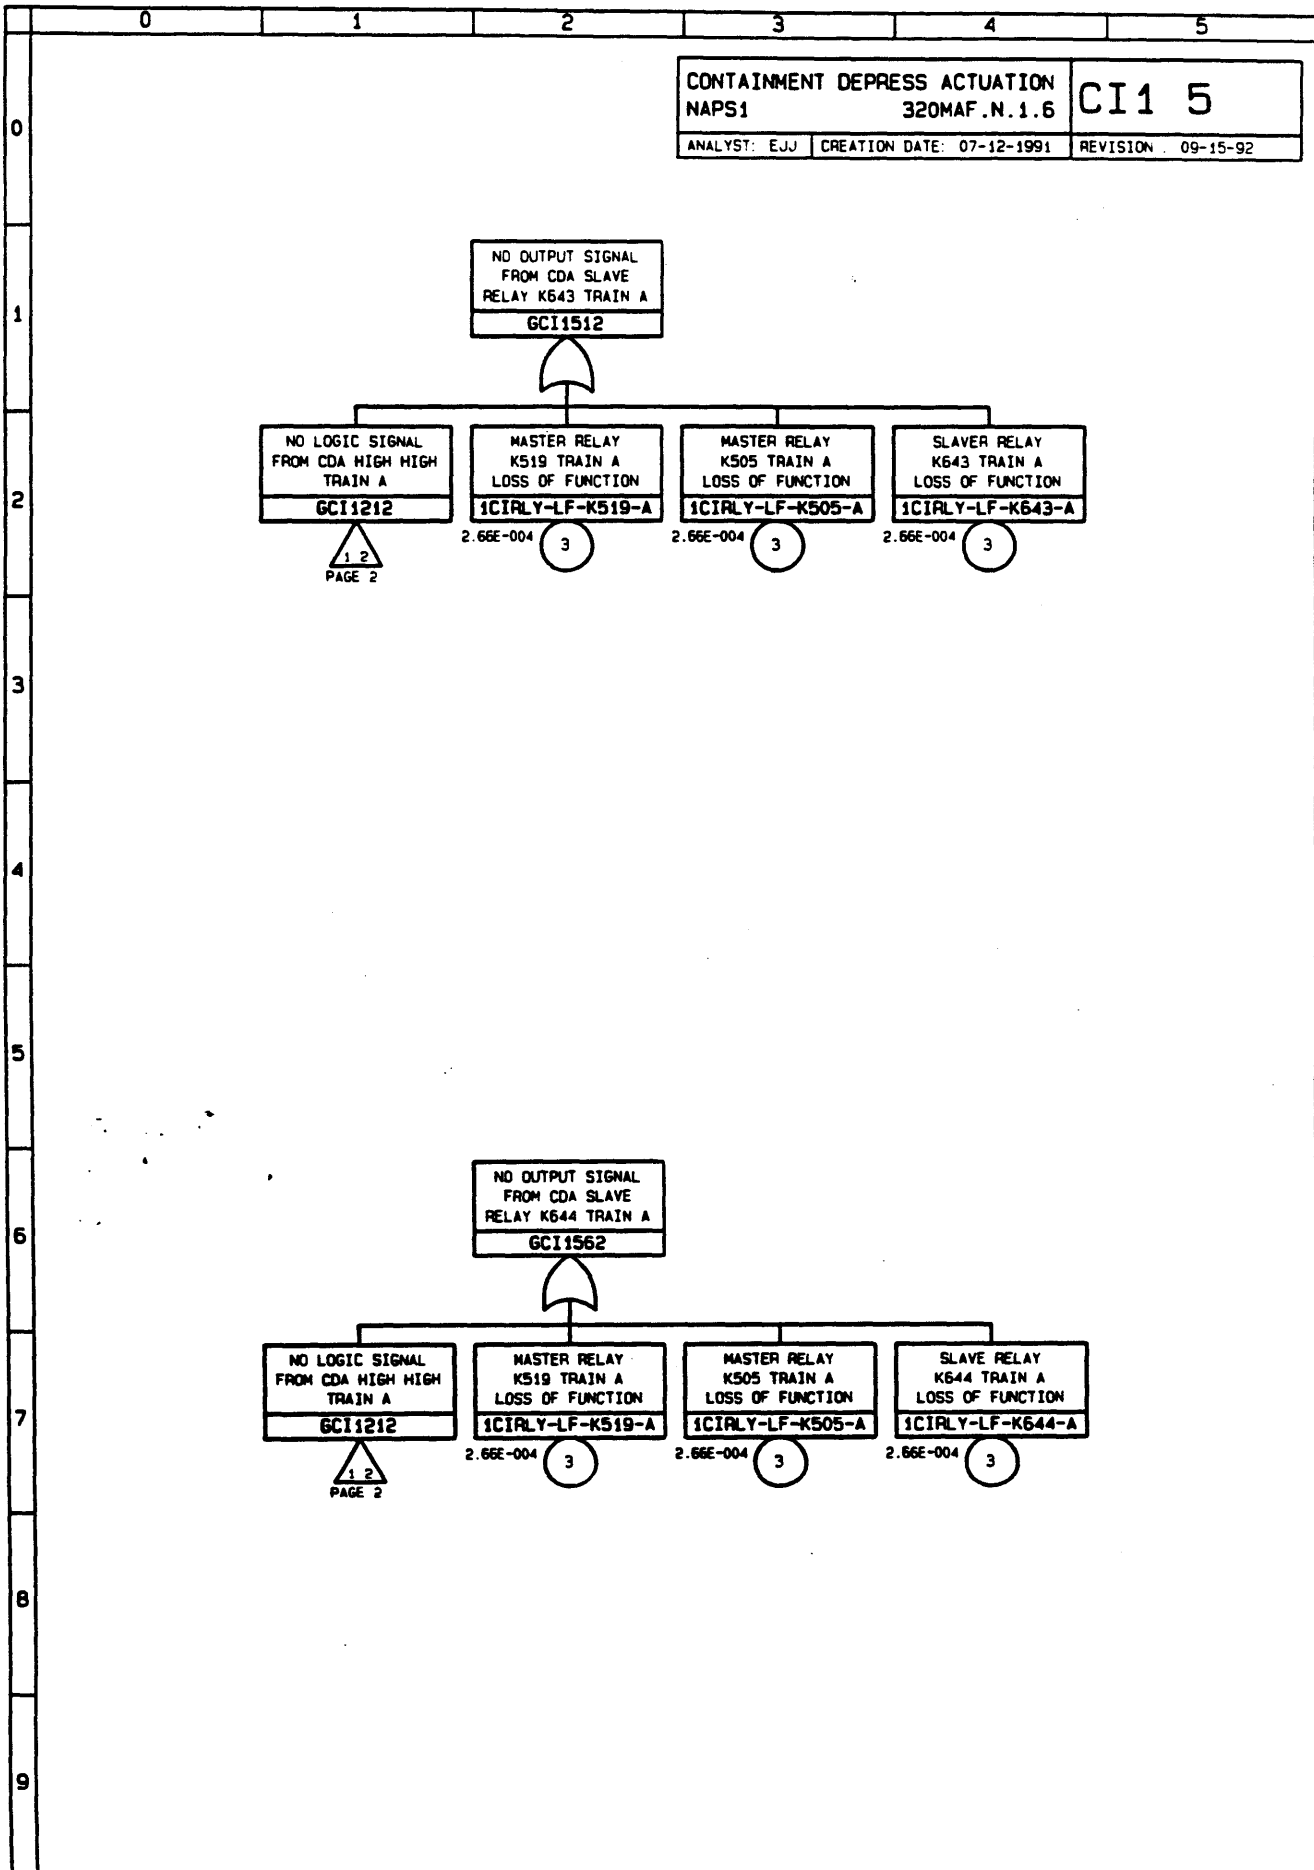 0 1 2 3 4 5
CONTAINMENT DEPRESS ACTUATION
NAPS1 320MAF.N.1.6
CI1 5
ANALYST: EJJ CREATION DATE: 07-12-1991 REVISION : 09-15-92
0
1
2
3
4
5
6
7
8
9
NO OUTPUT SIGNAL
FROM CDA SLAVE
RELAY K643 TRAIN A
GCI1512
NO LOGIC SIGNAL
FROM CDA HIGH HIGH
TRAIN A
GCI1212
1 2
PAGE 2
MASTER RELAY
K519 TRAIN A
LOSS OF FUNCTION
1CIRLY-LF-K519-A
2.66E-004
3
MASTER RELAY
K505 TRAIN A
LOSS OF FUNCTION
1CIRLY-LF-K505-A
2.66E-004
3
SLAVER RELAY
K643 TRAIN A
LOSS OF FUNCTION
1CIRLY-LF-K643-A
2.66E-004
3
NO OUTPUT SIGNAL
FROM CDA SLAVE
RELAY K644 TRAIN A
GCI1562
NO LOGIC SIGNAL
FROM CDA HIGH HIGH
TRAIN A
GCI1212
1 2
PAGE 2
MASTER RELAY
K519 TRAIN A
LOSS OF FUNCTION
1CIRLY-LF-K519-A
2.66E-004
3
MASTER RELAY
K505 TRAIN A
LOSS OF FUNCTION
1CIRLY-LF-K505-A
2.66E-004
3
SLAVE RELAY
K644 TRAIN A
LOSS OF FUNCTION
1CIRLY-LF-K644-A
2.66E-004
3